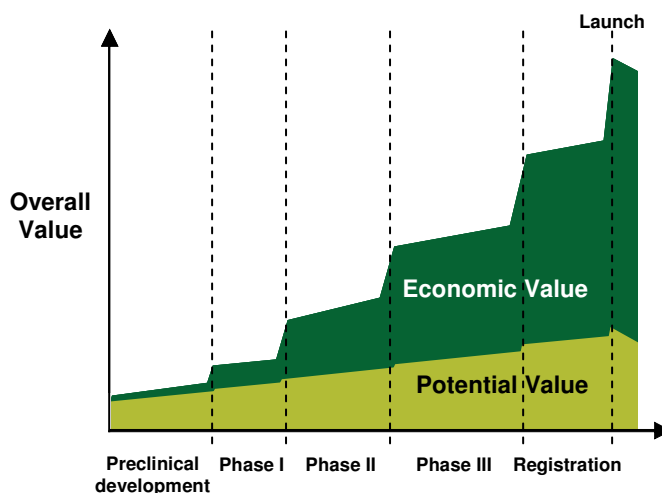 Launch
Overall
Value
Economic Value
Potential Value
Preclinical
development
Phase I
Phase II
Phase III
Registration